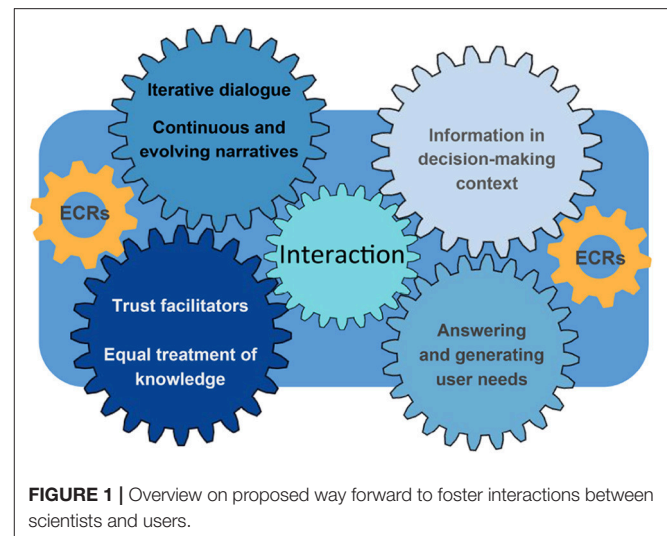 Iterative dialogue
Continuous and
evolving narratives
Information in
decision-making
context
ECRs
Interaction
ECRs
Trust facilitators
Equal treatment of
knowledge
Answering
and generating
user needs
FIGURE 1 | Overview on proposed way forward to foster interactions between
scientists and users.